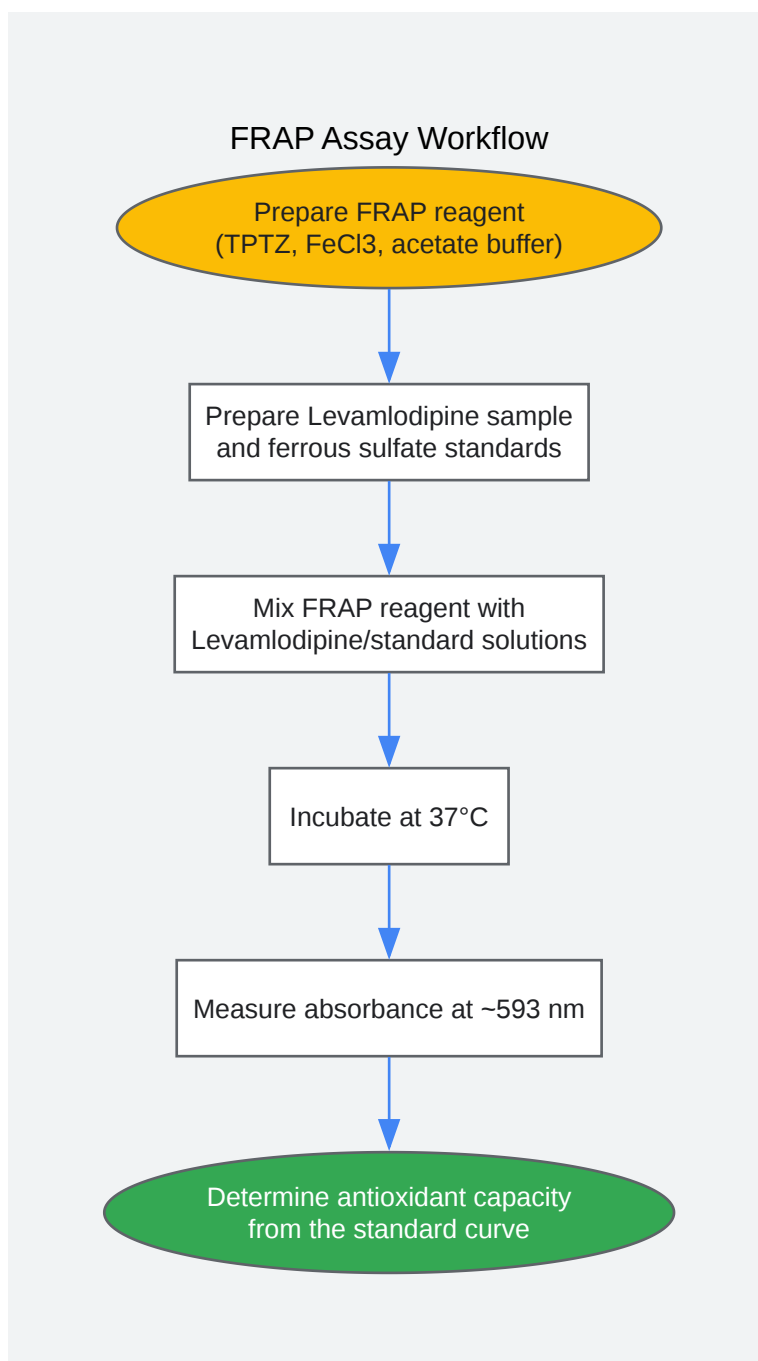 FRAP Assay Workflow
Prepare FRAP reagent
(TPTZ, FeCl3, acetate buffer)
Prepare Levamlodipine sample
and ferrous sulfate standards
Mix FRAP reagent with
Levamlodipine/standard solutions
Incubate at 37°C
Measure absorbance at ~593 nm
Determine antioxidant capacity
from the standard curve